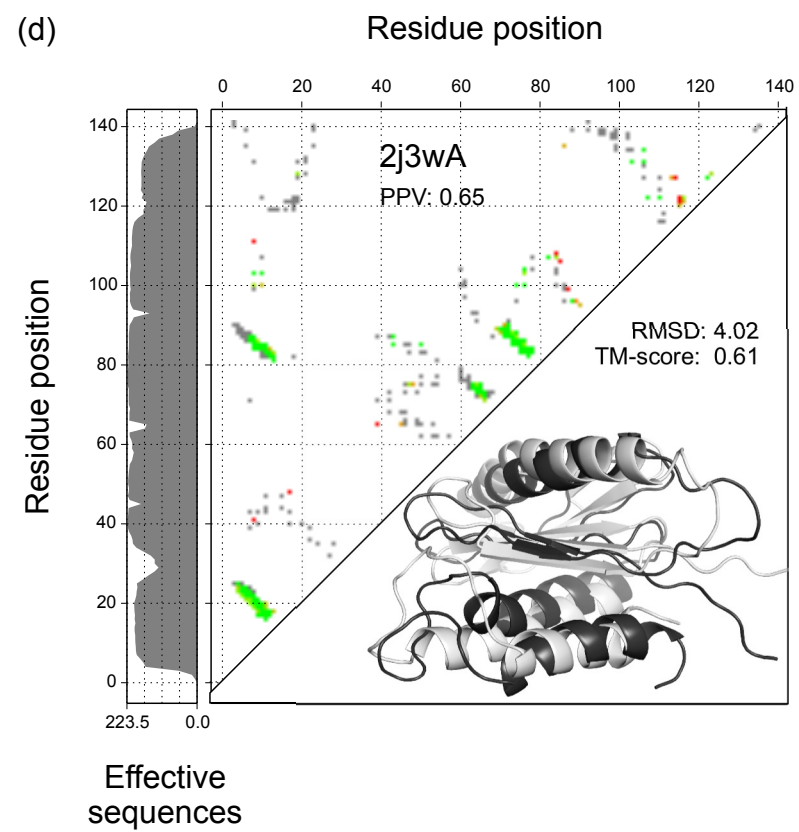 (d)
Residue position
0 20 40 60 80 100 120 140
140
120
100
80
60
40
20
0
Residue position
2j3wA
PPV: 0.65
RMSD: 4.02
TM-score: 0.61
223.5 0.0
Effective
sequences